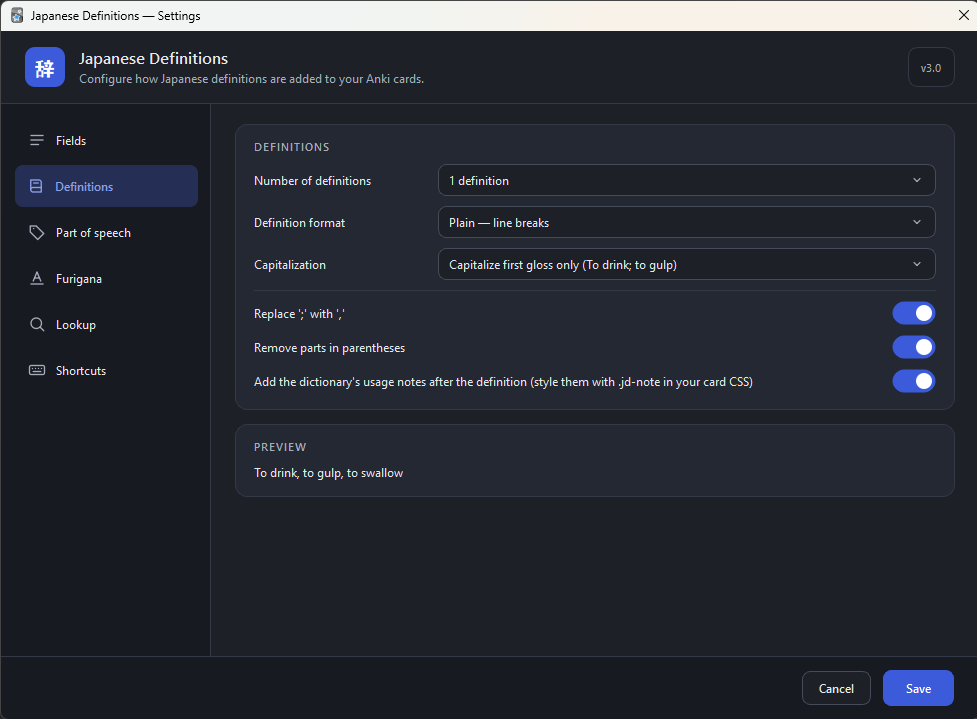 Japanese Definitions — Settings
辞
Japanese Definitions
Configure how Japanese definitions are added to your Anki cards.
v3.0
Fields
Definitions
Part of speech
Furigana
Lookup
Shortcuts
DEFINITIONS
Number of definitions
1 definition
Definition format
Plain — line breaks
Capitalization
Capitalize first gloss only (To drink; to gulp)
Replace ';' with ','
Remove parts in parentheses
Add the dictionary's usage notes after the definition (style them with .jd-note in your card CSS)
PREVIEW
To drink, to gulp, to swallow
Cancel
Save